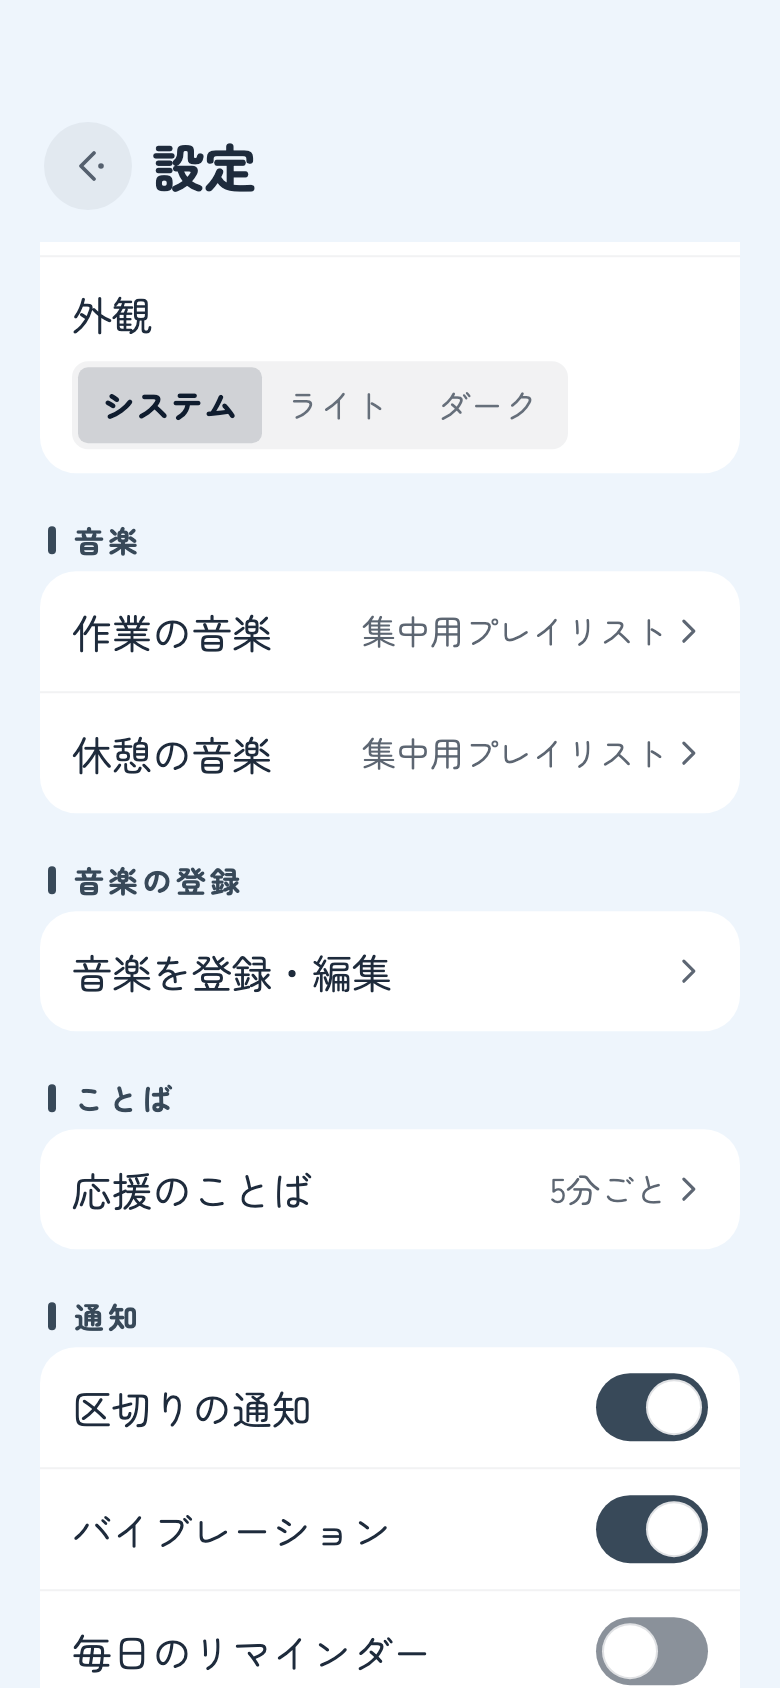 設定
外観
システム ライト ダーク
音楽
作業の音楽 集中用プレイリスト
休憩の音楽 集中用プレイリスト
音楽の登録
音楽を登録・編集
ことば
応援のことば 5分ごと
通知
区切りの通知
バイブレーション
毎日のリマインダー